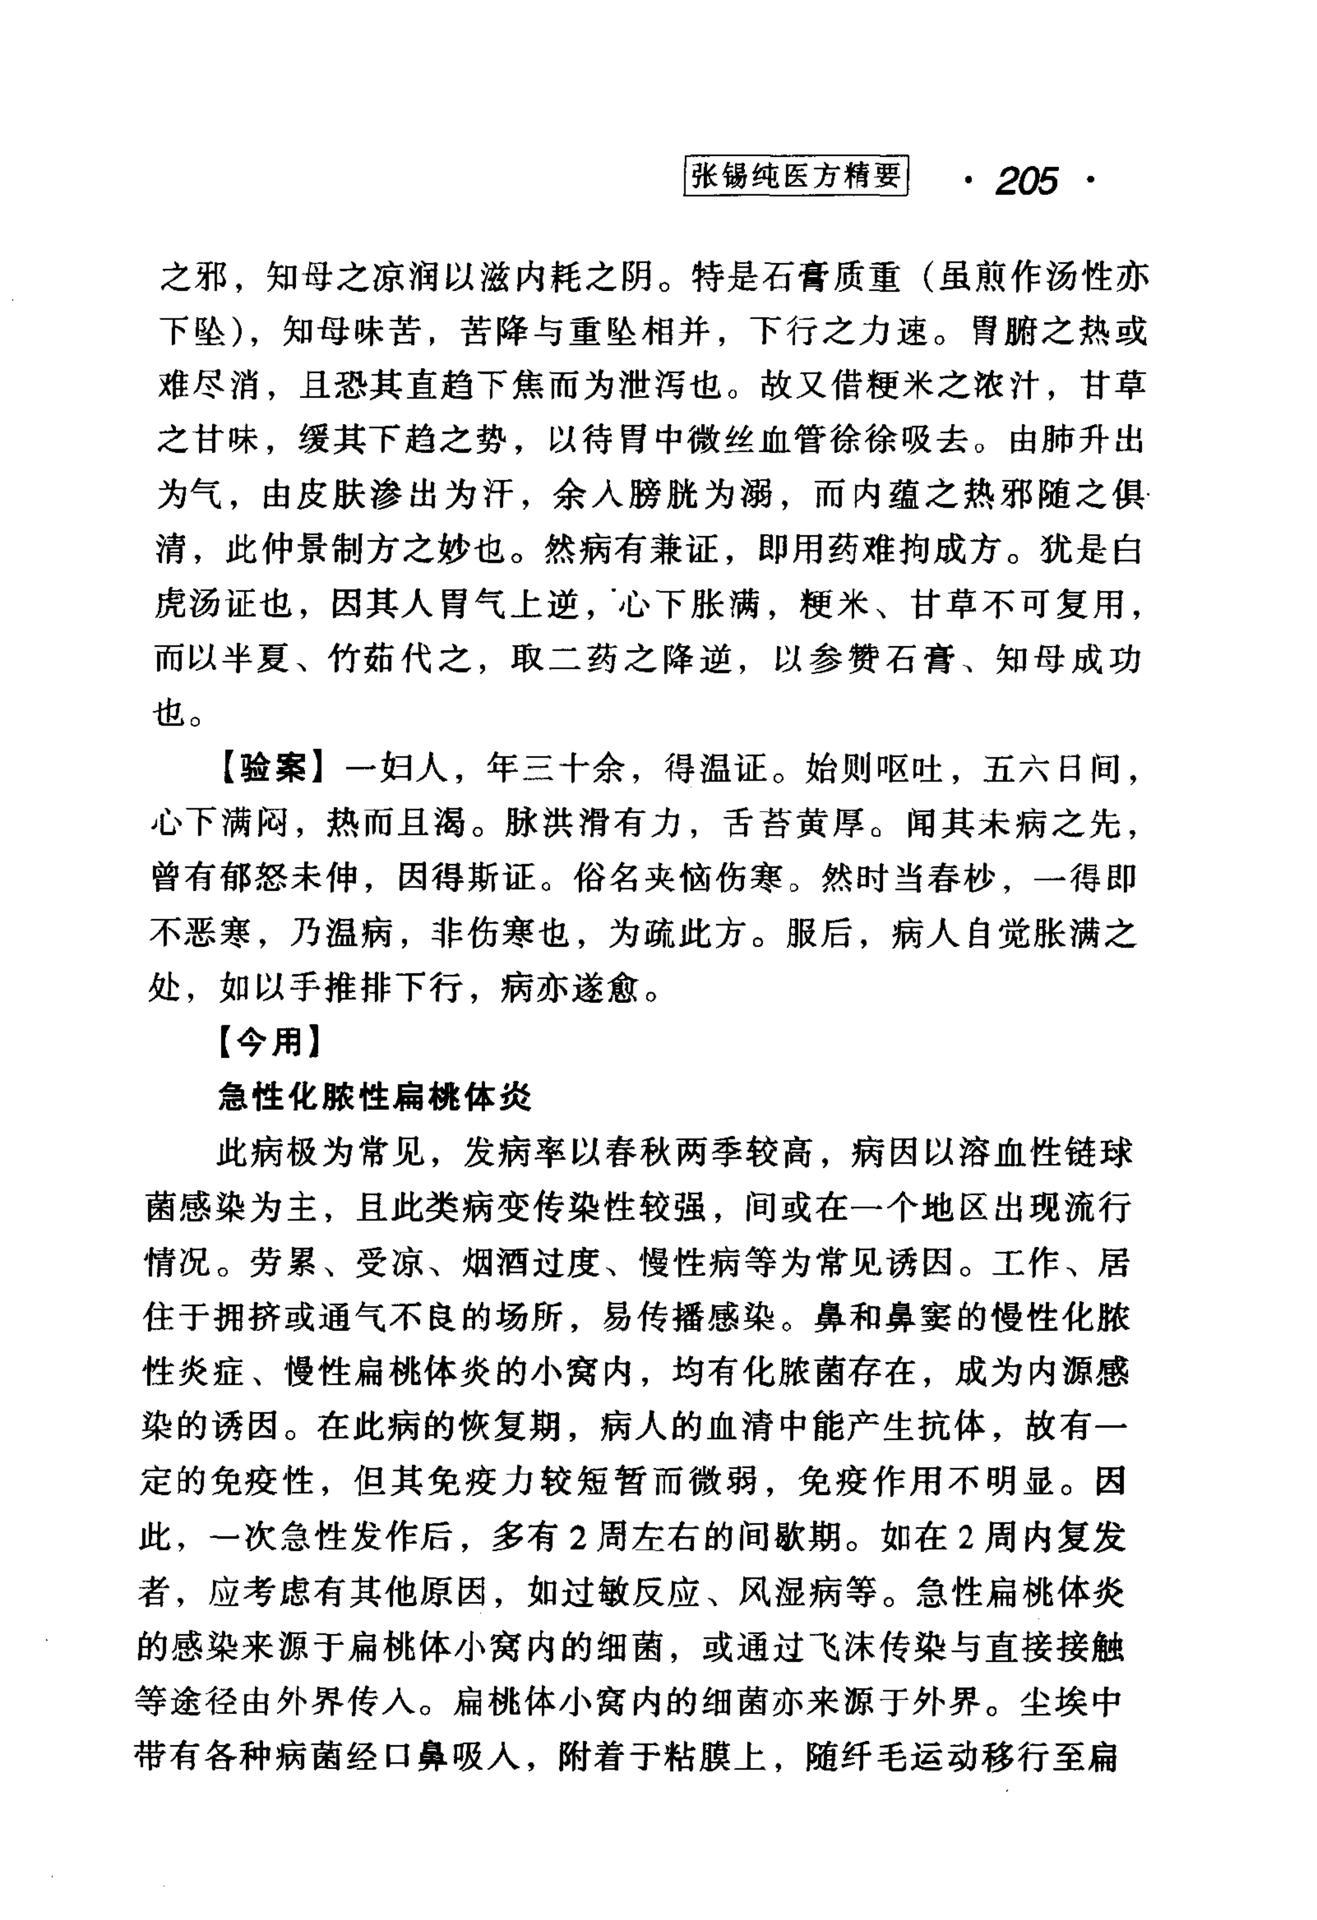 张锡纯医方精要 · 205 ·
之邪，知母之凉润以滋内耗之阴。特是石膏质重（虽煎作汤性亦
下坠），知母味苦，苦降与重坠相并，下行之力速。胃腑之热或
难尽消，且恐其直趋下焦而为泄泻也。故又借粳米之浓汁，甘草
之甘味，缓其下趋之势，以待胃中微丝血管徐徐吸去。由肺升出
为气，由皮肤渗出为汗，余入膀胱为溺，而内蕴之热邪随之俱
清，此仲景制方之妙也。然病有兼证，即用药难拘成方。犹是白
虎汤证也，因其人胃气上逆，心下胀满，粳米、甘草不可复用，
而以半夏、竹茹代之，取二药之降逆，以参赞石膏、知母成功
也。
【验案】一妇人，年三十余，得温证。始则呕吐，五六日间，
心下满闷，热而且渴。脉洪滑有力，舌苔黄厚。闻其未病之先，
曾有郁怒未伸，因得斯证。俗名夹恼伤寒。然时当春杪，一得即
不恶寒，乃温病，非伤寒也，为疏此方。服后，病人自觉胀满之
处，如以手推排下行，病亦遂愈。
【今用】
急性化脓性扁桃体炎
此病极为常见，发病率以春秋两季较高，病因以溶血性链球
菌感染为主，且此类病变传染性较强，间或在一个地区出现流行
情况。劳累、受凉、烟酒过度、慢性病等为常见诱因。工作、居
住于拥挤或通气不良的场所，易传播感染。鼻和鼻窦的慢性化脓
性炎症、慢性扁桃体炎的小窝内，均有化脓菌存在，成为内源感
染的诱因。在此病的恢复期，病人的血清中能产生抗体，故有一
定的免疫性，但其免疫力较短暂而微弱，免疫作用不明显。因
此，一次急性发作后，多有2周左右的间歇期。如在2周内复发
者，应考虑有其他原因，如过敏反应、风湿病等。急性扁桃体炎
的感染来源于扁桃体小窝内的细菌，或通过飞沫传染与直接接触
等途径由外界传入。扁桃体小窝内的细菌亦来源于外界。尘埃中
带有各种病菌经口鼻吸入，附着于粘膜上，随纤毛运动移行至扁